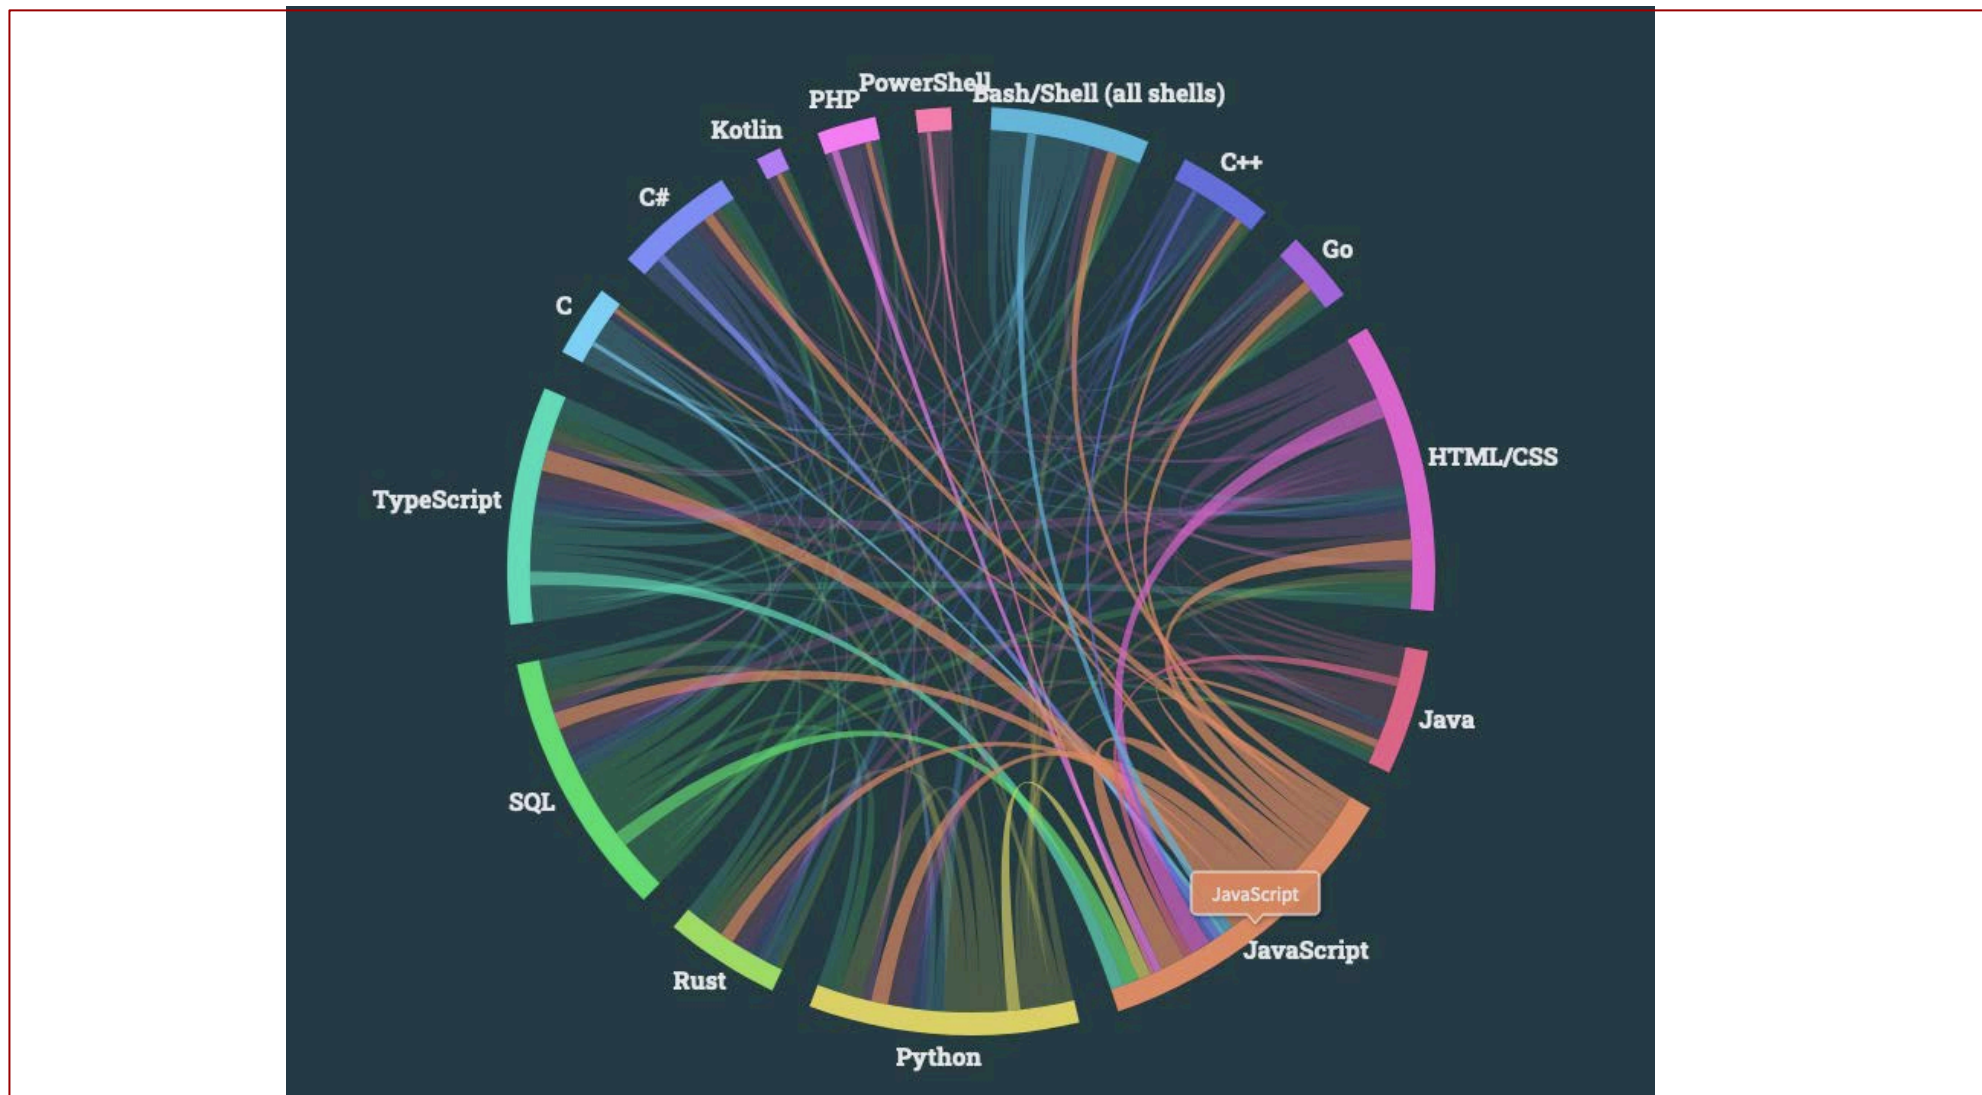 PowerShell
Bash/Shell (all shells)
PHP
Kotlin
C++
C#
Go
C
HTML/CSS
TypeScript
Java
SQL
JavaScript
JavaScript
Rust
Python